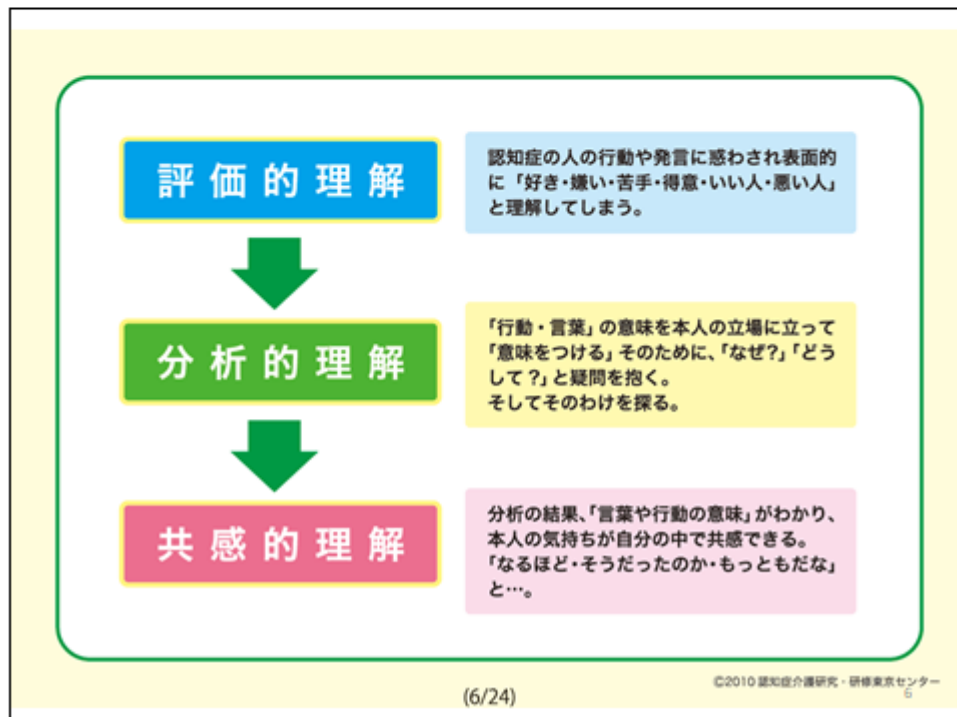 評価的理解
認知症の人の行動や発言に惑わされ表面的
に「好き・嫌い・苦手・得意・いい人・悪い人」
と理解してしまう。
分析的理解
「行動・言葉」の意味を本人の立場に立って
「意味をつける」そのために、「なぜ?」「どう
して?」と疑問を抱く。
そしてそのわけを探る。
共感的理解
分析の結果、「言葉や行動の意味」がわかり、
本人の気持ちが自分の中で共感できる。
「なるほど・そうだったのか・もっともだな」
と…。
©2010 認知症介護研究・研修東京センター
6
(6/24)